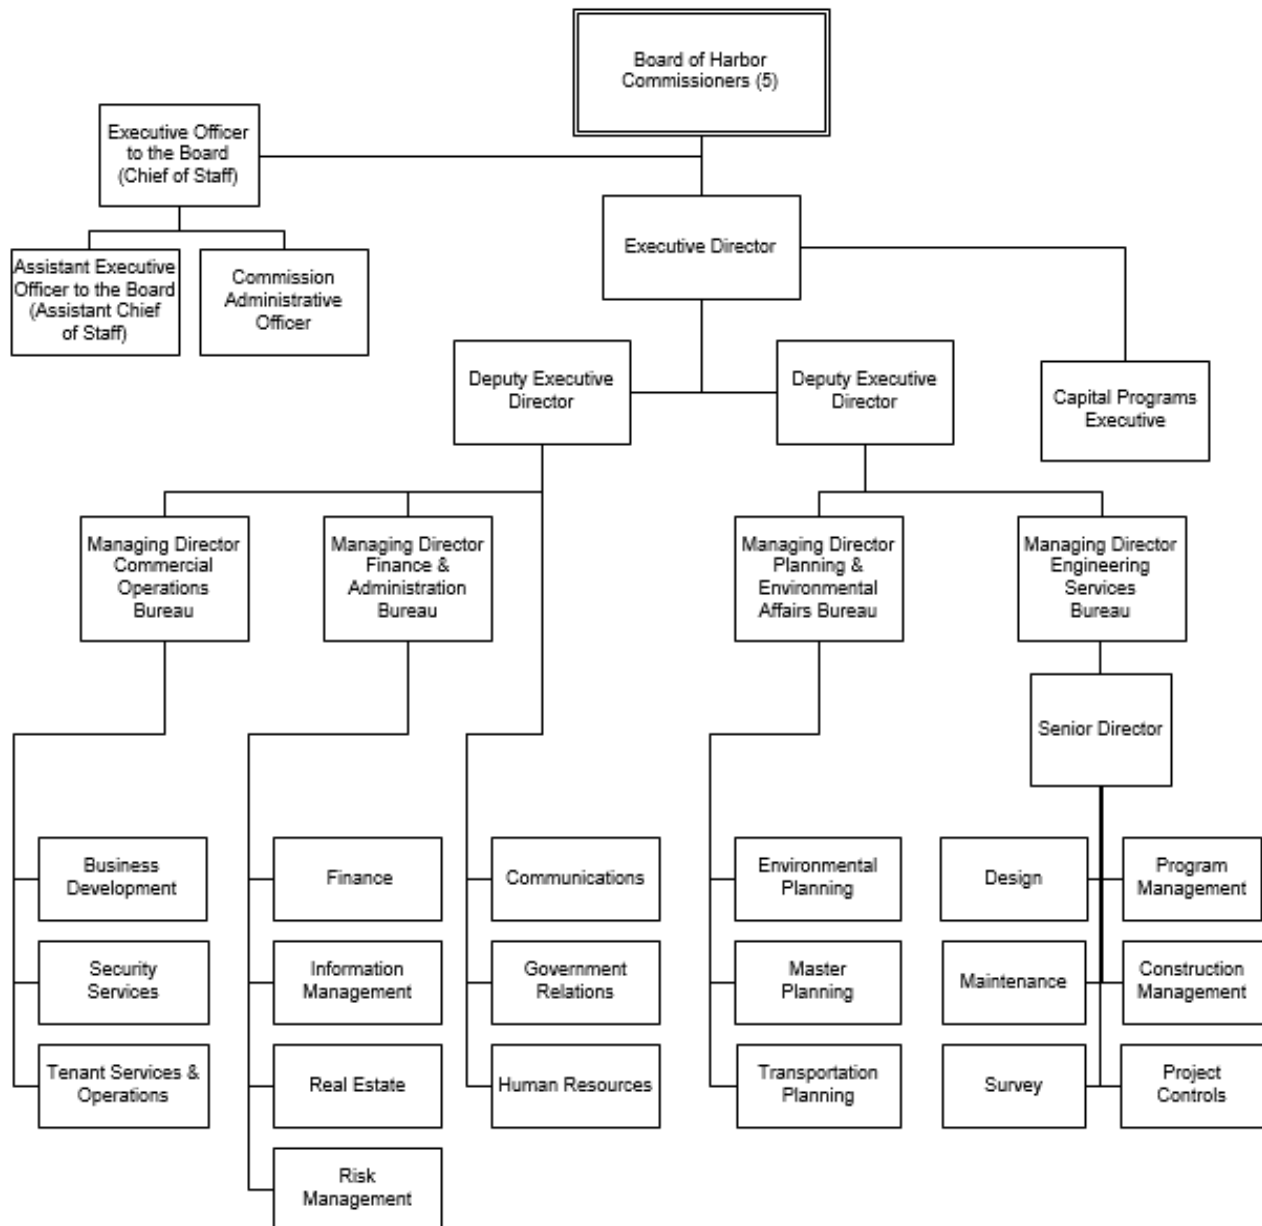 Board of Harbor
Commissioners (5)
Executive Officer
to the Board
(Chief of Staff)
Executive Director
Assistant Executive
Officer to the Board
(Assistant Chief
of Staff)
Commission
Administrative
Officer
Deputy Executive
Director
Deputy Executive
Director
Capital Programs
Executive
Managing Director
Commercial
Operations
Bureau
Managing Director
Finance &
Administration
Bureau
Managing Director
Planning &
Environmental
Affairs Bureau
Managing Director
Engineering
Services
Bureau
Senior Director
Business
Development
Finance
Communications
Environmental
Planning
Design
Program
Management
Security
Services
Information
Management
Government
Relations
Master
Planning
Maintenance
Construction
Management
Tenant Services &
Operations
Real Estate
Human Resources
Transportation
Planning
Survey
Project
Controls
Risk
Management